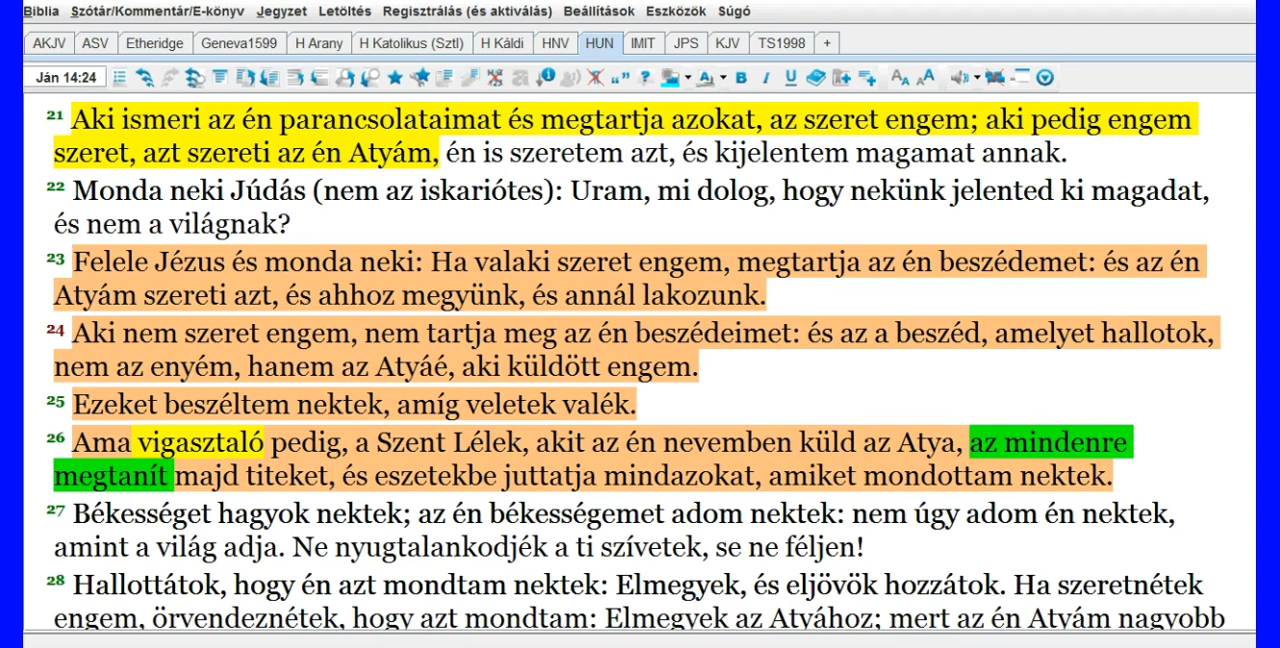 Biblia Szótár/Kommentár/E-könyv Jegyzet Letöltés Regisztrálás (és aktiválás) Beállítások Eszközök Súgó
AKJV ASV Etheridge Geneva1599 H Arany H Katolikus (Sztl) H Káldi HNV HUN IMIT JPS KJV TS1998 +
Ján 14:24
21 Aki ismeri az én parancsolataimat és megtartja azokat, az szeret engem; aki pedig engem
szeret, azt szereti az én Atyám, én is szeretem azt, és kijelentem magamat annak.
22 Monda neki Júdás (nem az iskariótes): Uram, mi dolog, hogy nekünk jelented ki magadat,
és nem a világnak?
23 Felele Jézus és monda neki: Ha valaki szeret engem, megtartja az én beszédemet: és az én
Atyám szereti azt, és ahhoz megyünk, és annál lakozunk.
24 Aki nem szeret engem, nem tartja meg az én beszédeimet: és az a beszéd, amelyet hallotok,
nem az enyém, hanem az Atyáé, aki küldött engem.
25 Ezeket beszéltem nektek, amíg veletek valék.
26 Ama vigasztaló pedig, a Szent Lélek, akit az én nevemben küld az Atya, az mindenre
megtanít majd titeket, és eszetekbe juttatja mindazokat, amiket mondottam nektek.
27 Békességet hagyok nektek; az én békességemet adom nektek: nem úgy adom én nektek,
amint a világ adja. Ne nyugtalankodjék a ti szívetek, se ne féljen!
28 Hallottátok, hogy én azt mondtam nektek: Elmegyek, és eljövök hozzátok. Ha szeretnétek
engem, örvendeznétek, hogy azt mondtam: Elmegyek az Atyához; mert az én Atyám nagyobb